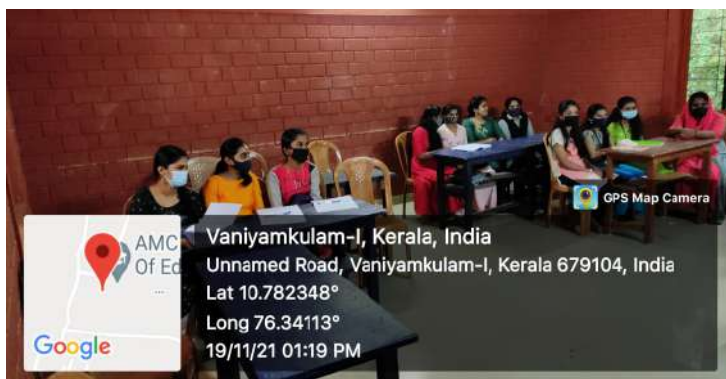 GPS Map Camera
AMC
Of Ed
Google
Vaniyamkulam-I, Kerala, India
Unnamed Road, Vaniyamkulam-I, Kerala 679104, India
Lat 10.782348°
Long 76.34113°
19/11/21 01:19 PM